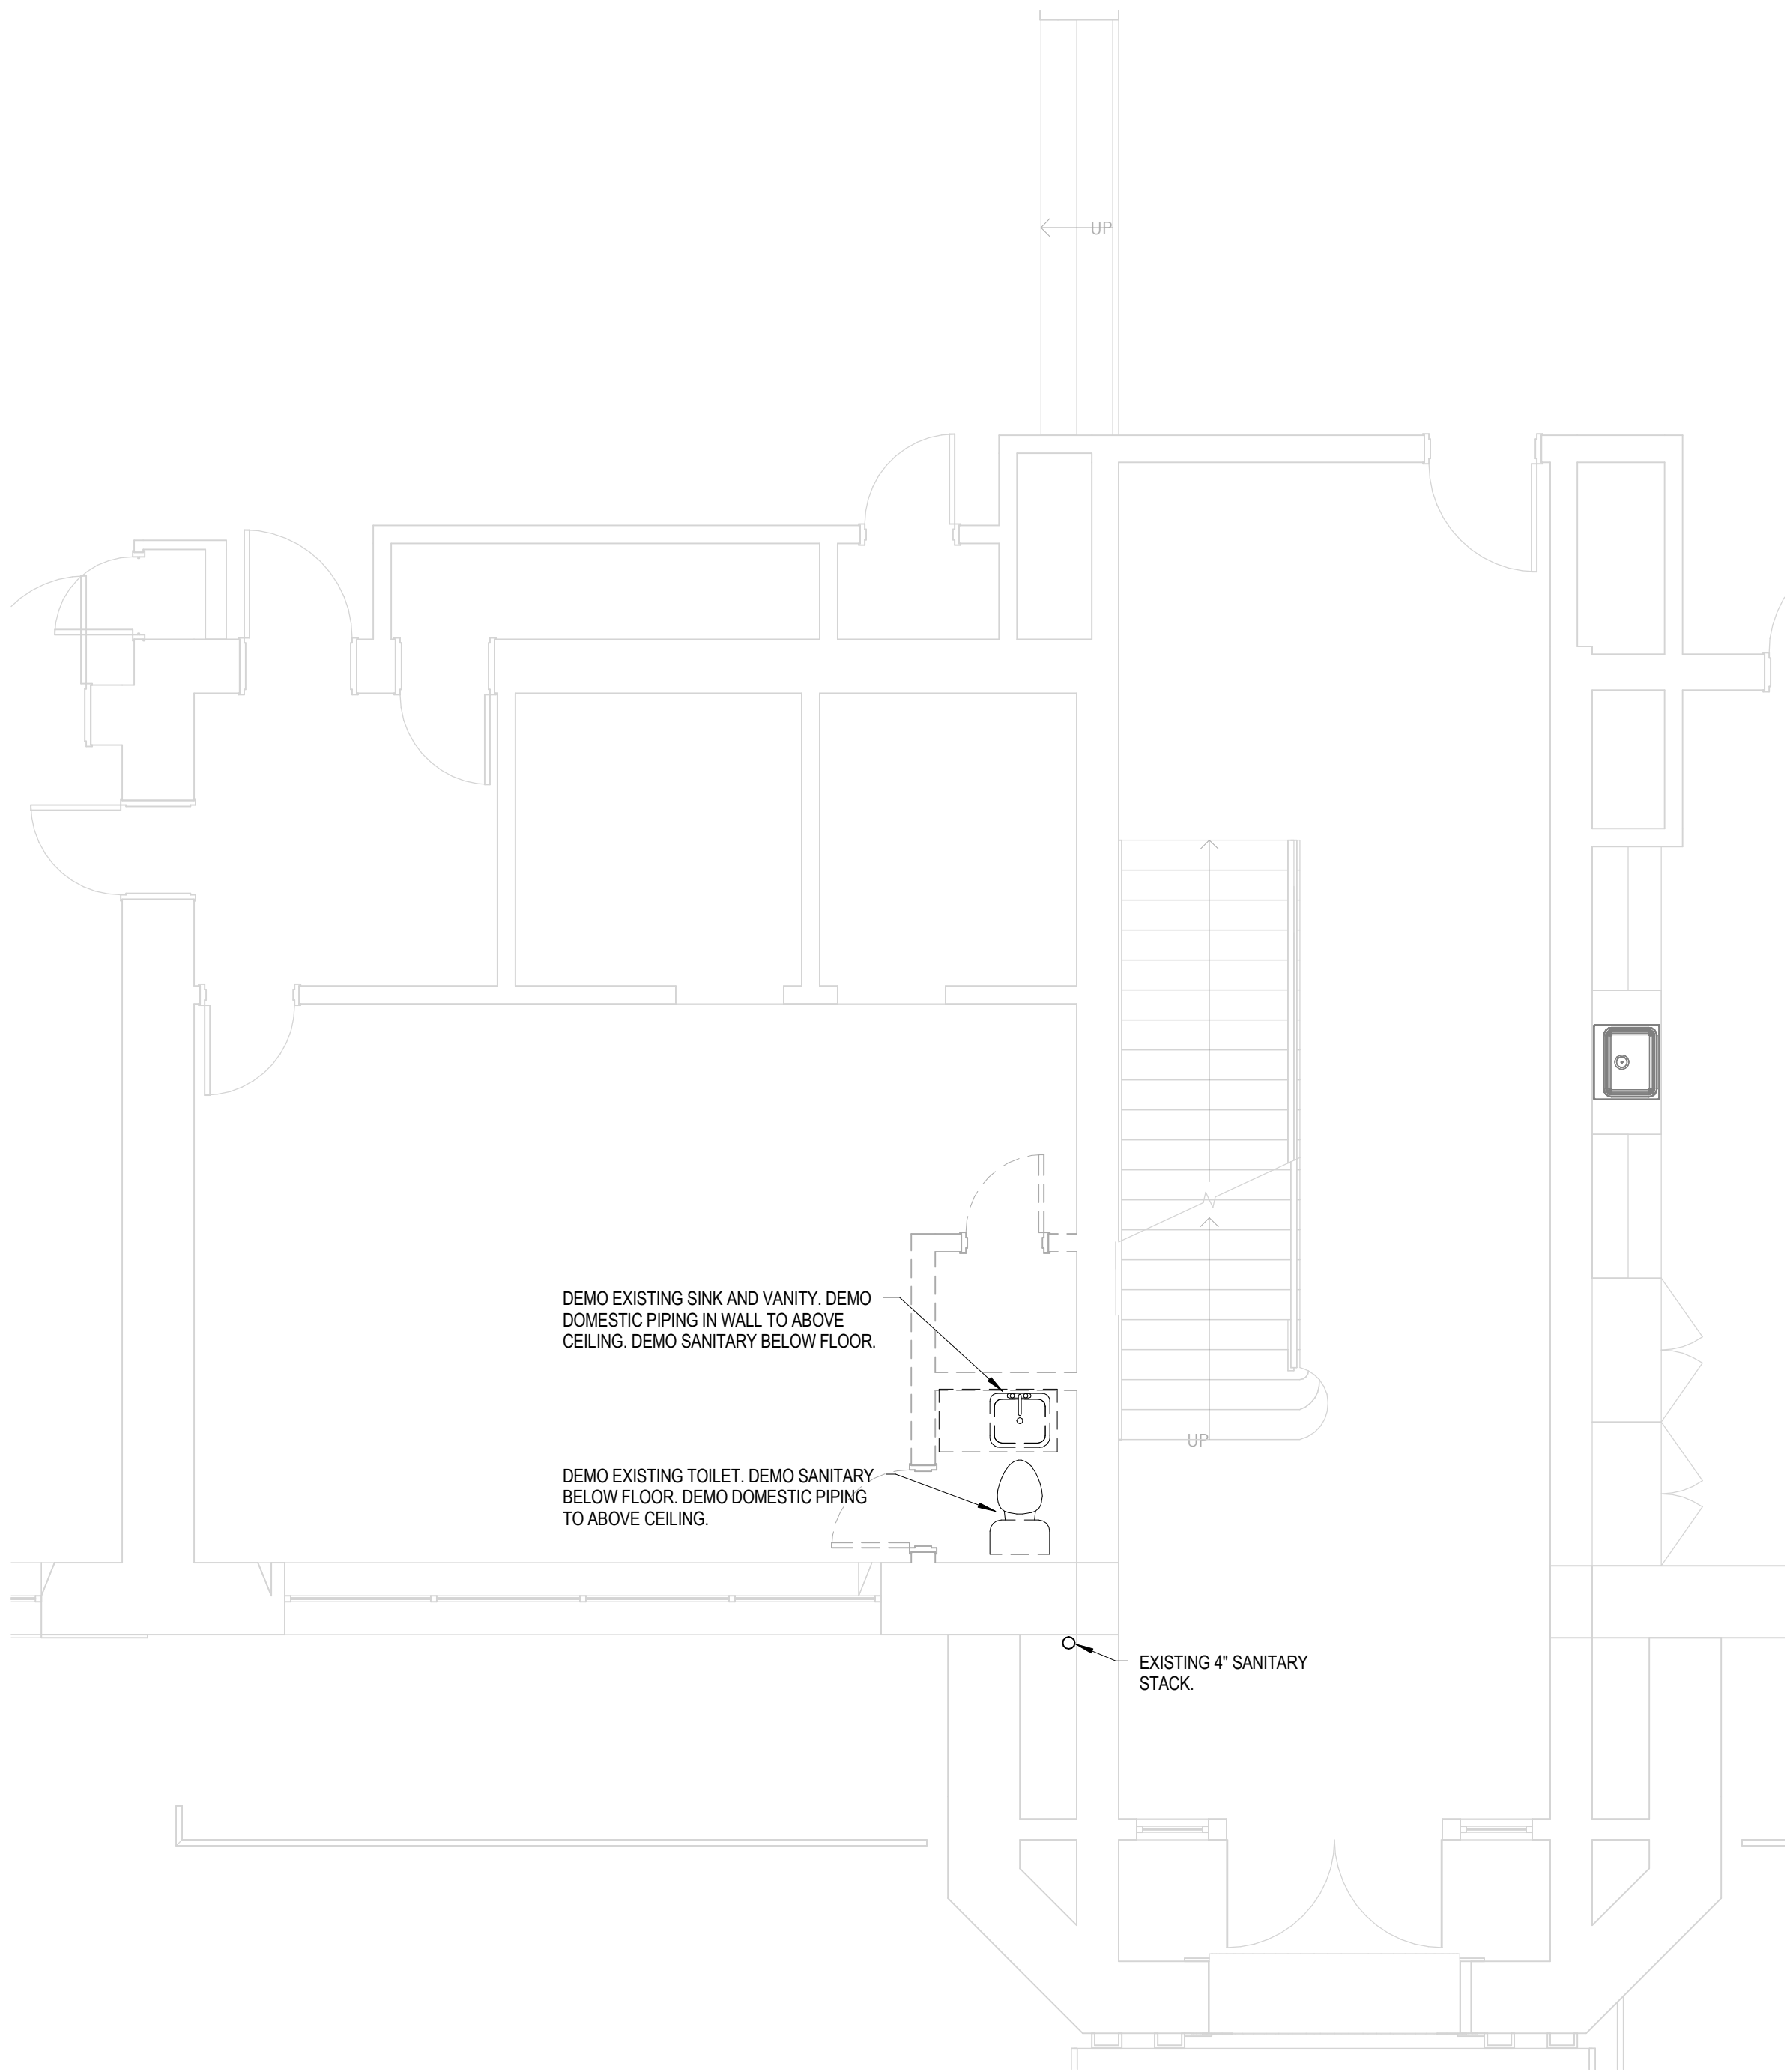 UP
DEMO EXISTING SINK AND VANITY. DEMO
DOMESTIC PIPING IN WALL TO ABOVE
CEILING. DEMO SANITARY BELOW FLOOR.
UP
DEMO EXISTING TOILET. DEMO SANITARY
BELOW FLOOR. DEMO DOMESTIC PIPING
TO ABOVE CEILING.
EXISTING 4" SANITARY
STACK.